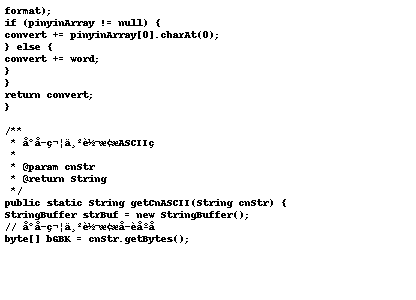 format);
if (pinyinArray != null) {
convert += pinyinArray[0].charAt(0);
} else {
convert += word;
}
}
return convert;
}

/**
* å°å-ç¬¦ä¸²è½¬æ¢æASCIIç
*
* @param cnStr
* @return String
*/
public static String getCnASCII(String cnStr) {
StringBuffer strBuf = new StringBuffer();
// å°å-ç¬¦ä¸²è½¬æ¢æå-èåºå
byte[] bGBK = cnStr.getBytes();